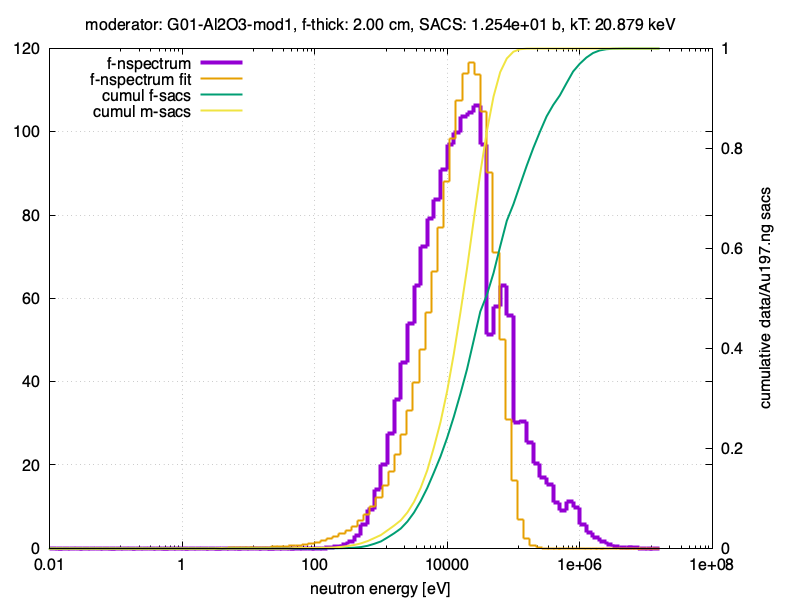 moderator: G01-Al2O3-mod1, f-thick: 2.00 cm, SACS: 1.254e+01 b, kT: 20.879 keV
f-nspectrum
f-nspectrum fit
cumul f-sacs
cumul m-sacs
120
100
80
60
40
20
0
1
0.8
0.6
0.4
0.2
0
cumulative data/Au197.ng sacs
0.01
1
100
10000
1e+06
1e+08
neutron energy [eV]